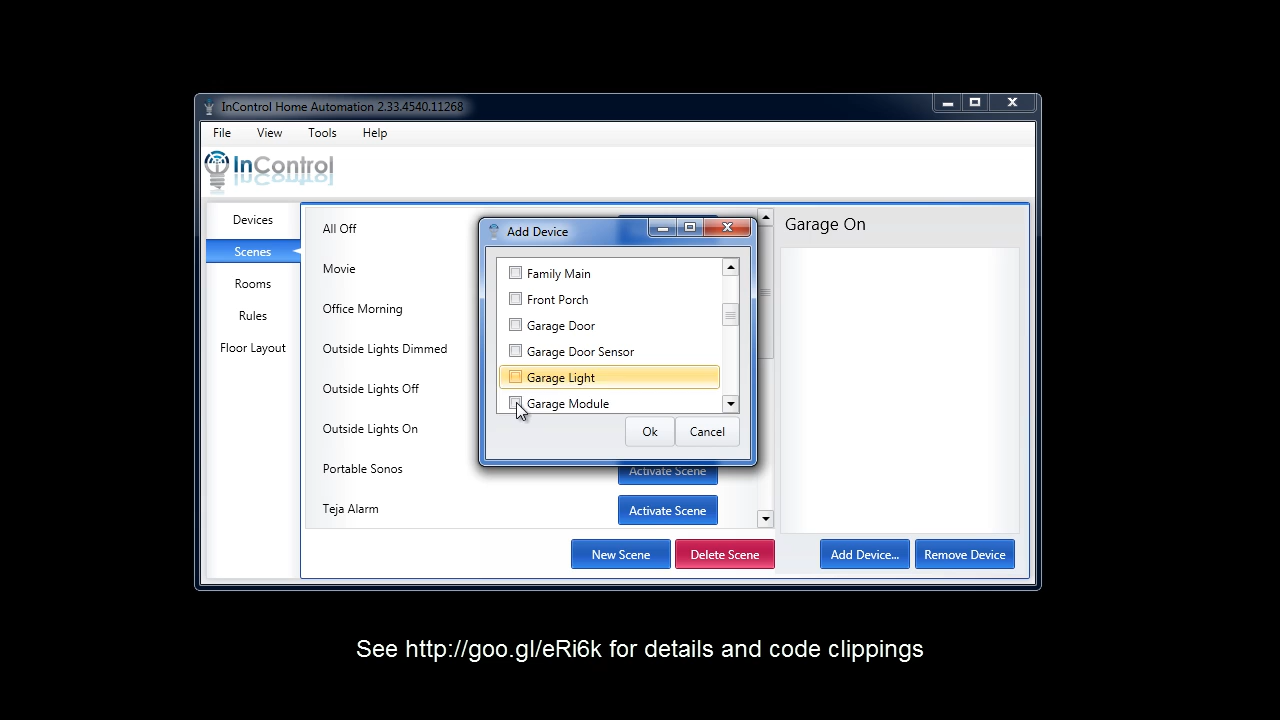 InControl Home Automation 2.33.4540.11268
File View Tools Help
InControl
Devices
Scenes
Rooms
Rules
Floor Layout
All Off
Movie
Office Morning
Outside Lights Dimmed
Outside Lights Off
Outside Lights On
Portable Sonos
Activate Scene
Teja Alarm
Activate Scene
New Scene
Delete Scene
Add Device
Family Main
Front Porch
Garage Door
Garage Door Sensor
Garage Light
Garage Module
Ok
Cancel
Garage On
Add Device...
Remove Device
See http://goo.gl/eRi6k for details and code clippings